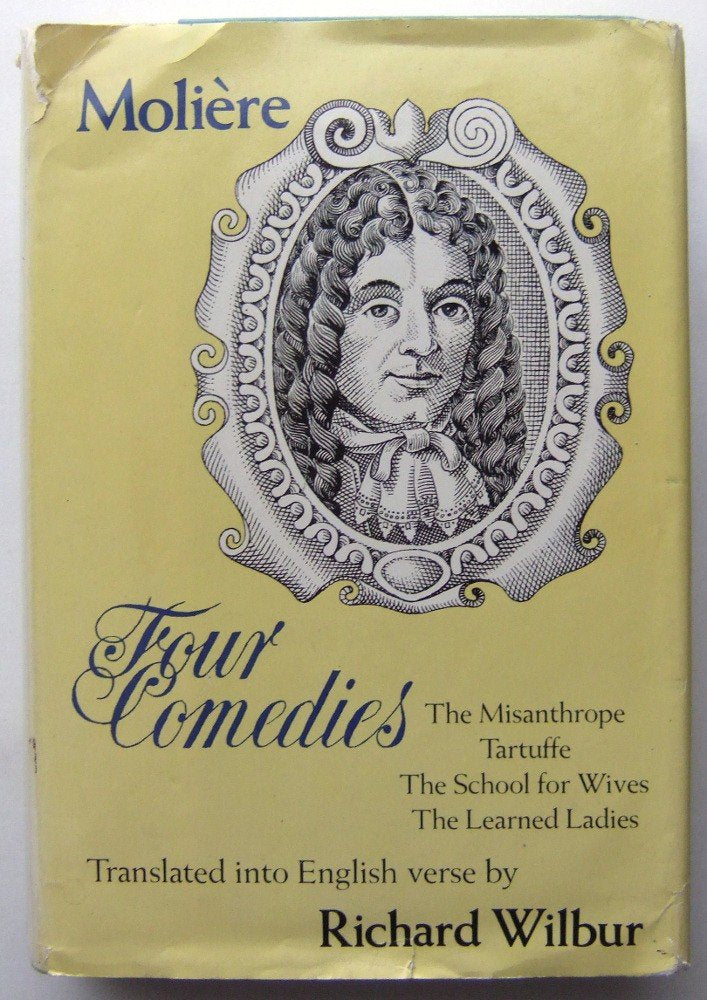 Molière
Four
Comedies
The Misanthrope
Tartuffe
The School for Wives
The Learned Ladies
Translated into English verse by
Richard Wilbur